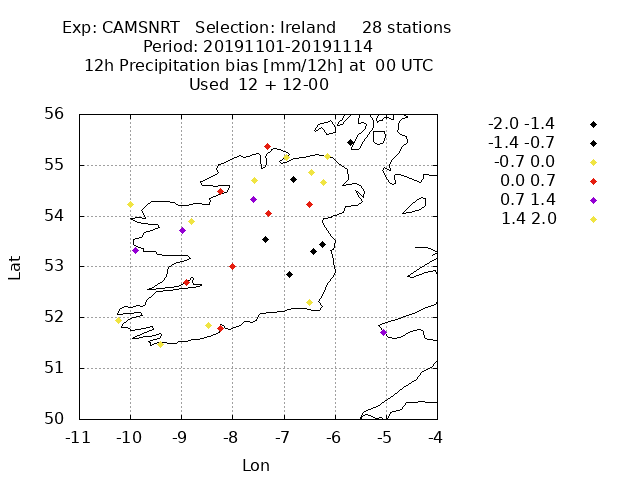 Exp: CAMSNRT   Selection: Ireland      28 stations
Period: 20191101-20191114
12h Precipitation bias [mm/12h] at  00 UTC
Used  12 + 12-00
-2.0 -1.4
-1.4 -0.7
-0.7 0.0
0.0 0.7
0.7 1.4
1.4 2.0
56
55
54
53
52
51
50
Lat
-11 -10 -9 -8 -7 -6 -5 -4
Lon